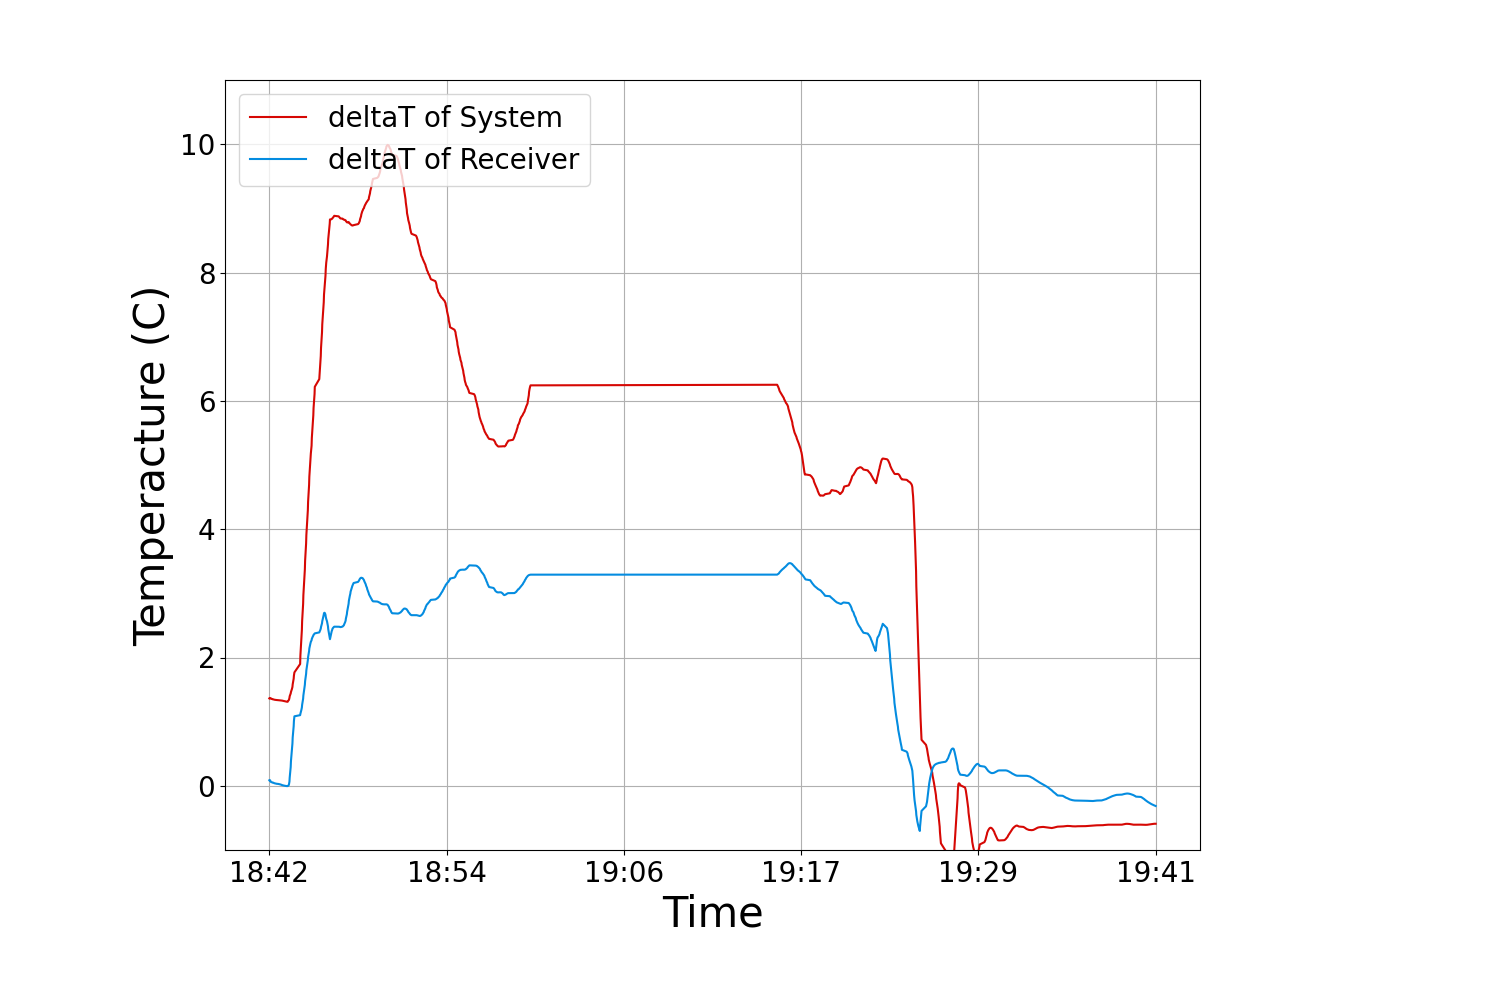 deltaT of System
deltaT of Receiver
10
8
6
4
2
0
Temperacture (C)
18:42 18:54 19:06 19:17 19:29 19:41
Time